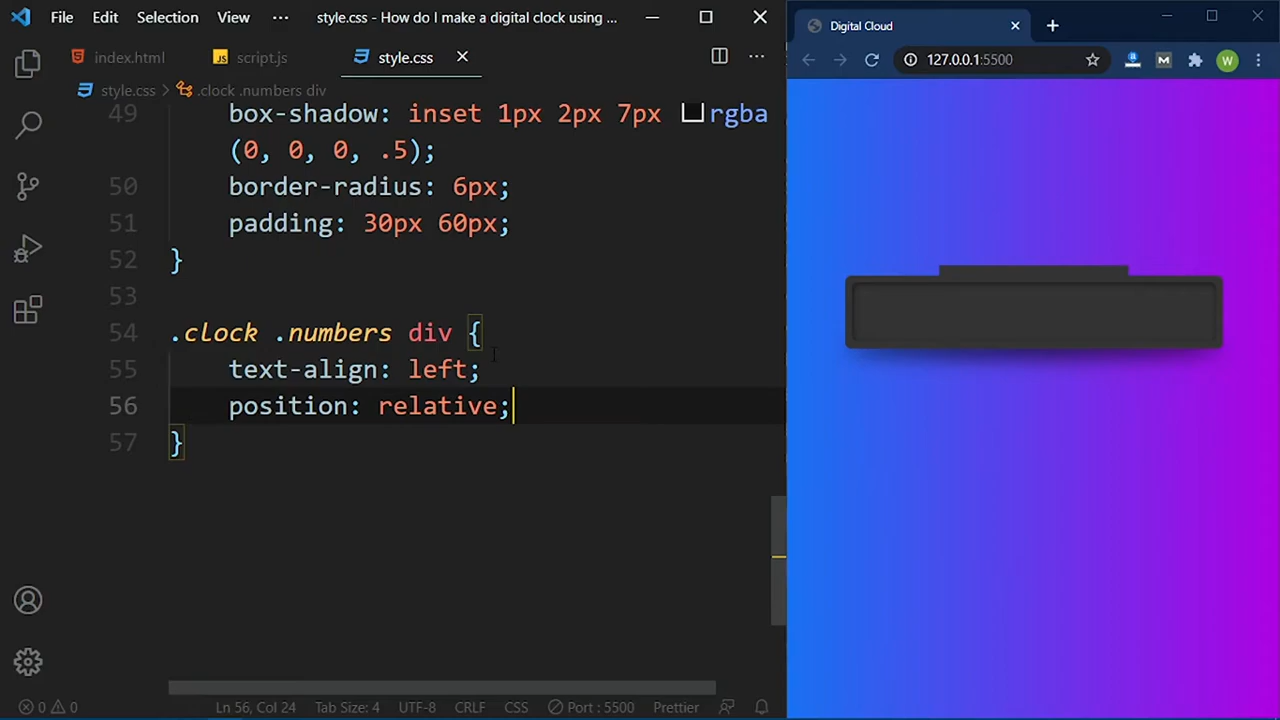 File Edit Selection View ··· style.css - How do I make a digital clock using ...
index.html script.js style.css
style.css > .clock .numbers div
49 box-shadow: inset 1px 2px 7px rgba
(0, 0, 0, .5);
50 border-radius: 6px;
51 padding: 30px 60px;
52 }
53
54 .clock .numbers div {
55 text-align: left;
56 position: relative;
57 }
0 0 Ln 56, Col 24 Tab Size: 4 UTF-8 CRLF CSS Port : 5500 Prettier
Digital Cloud
127.0.0.1:5500 M W